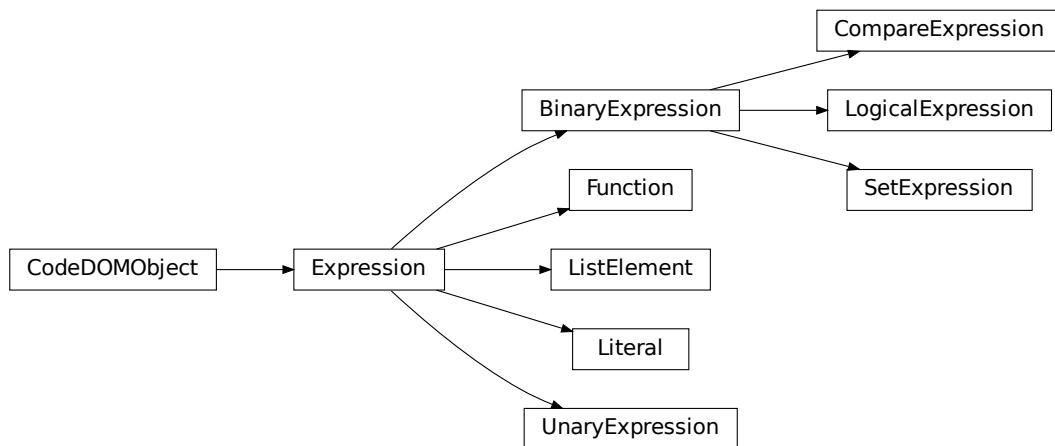 CompareExpression
BinaryExpression
LogicalExpression
Function
SetExpression
CodeDOMObject
Expression
ListElement
Literal
UnaryExpression